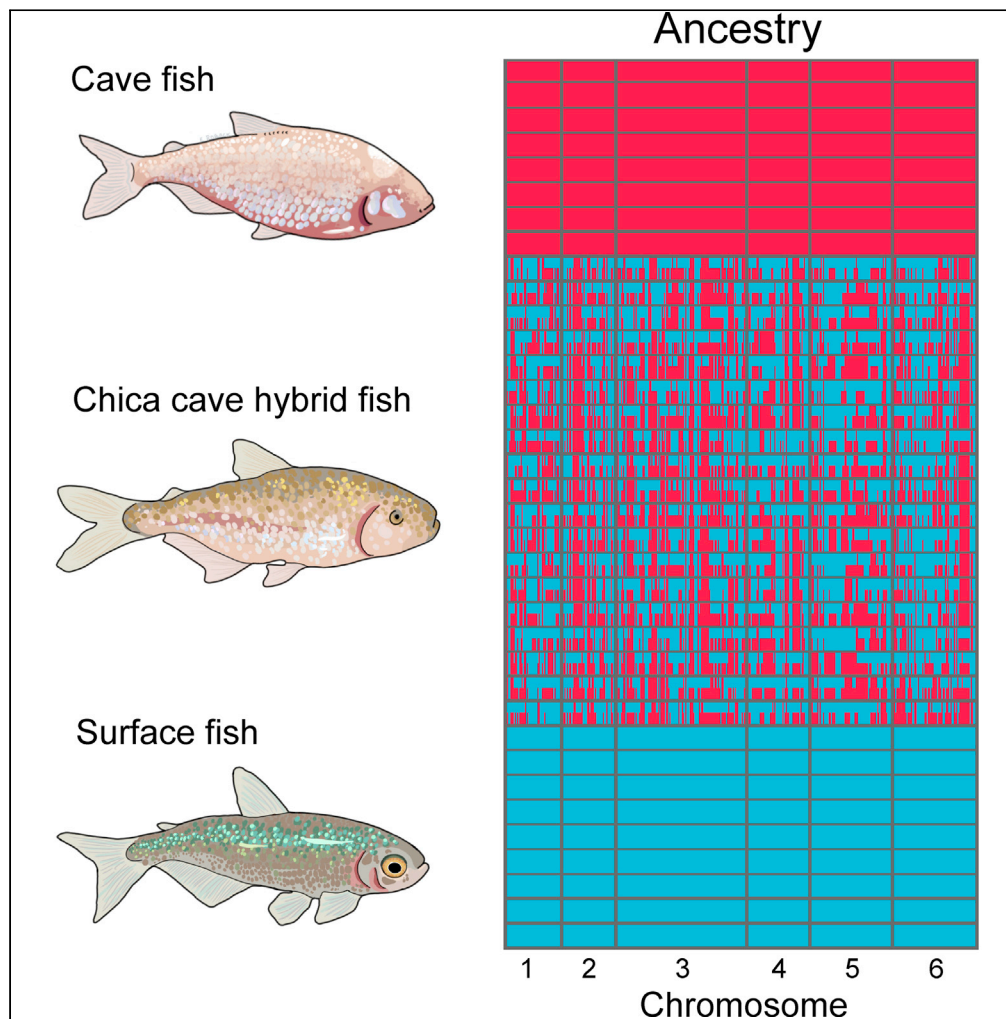 Ancestry
Cave fish
Chica cave hybrid fish
Surface fish
1 2 3 4 5 6
Chromosome